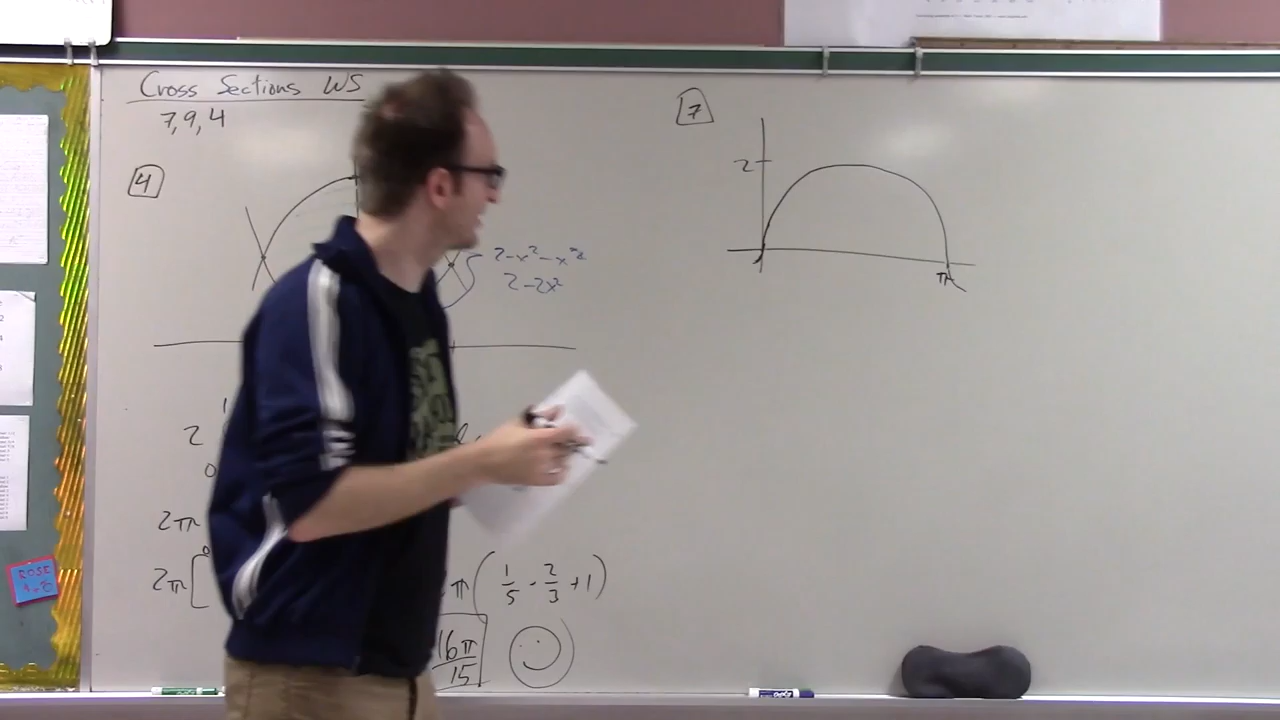 Cross Sections WS
7, 9, 4
4
2-x²-x²
2-2x²
2
0
2π
2π[
π(1/5 - 2/3 + 1)
16π/15
7
2
π